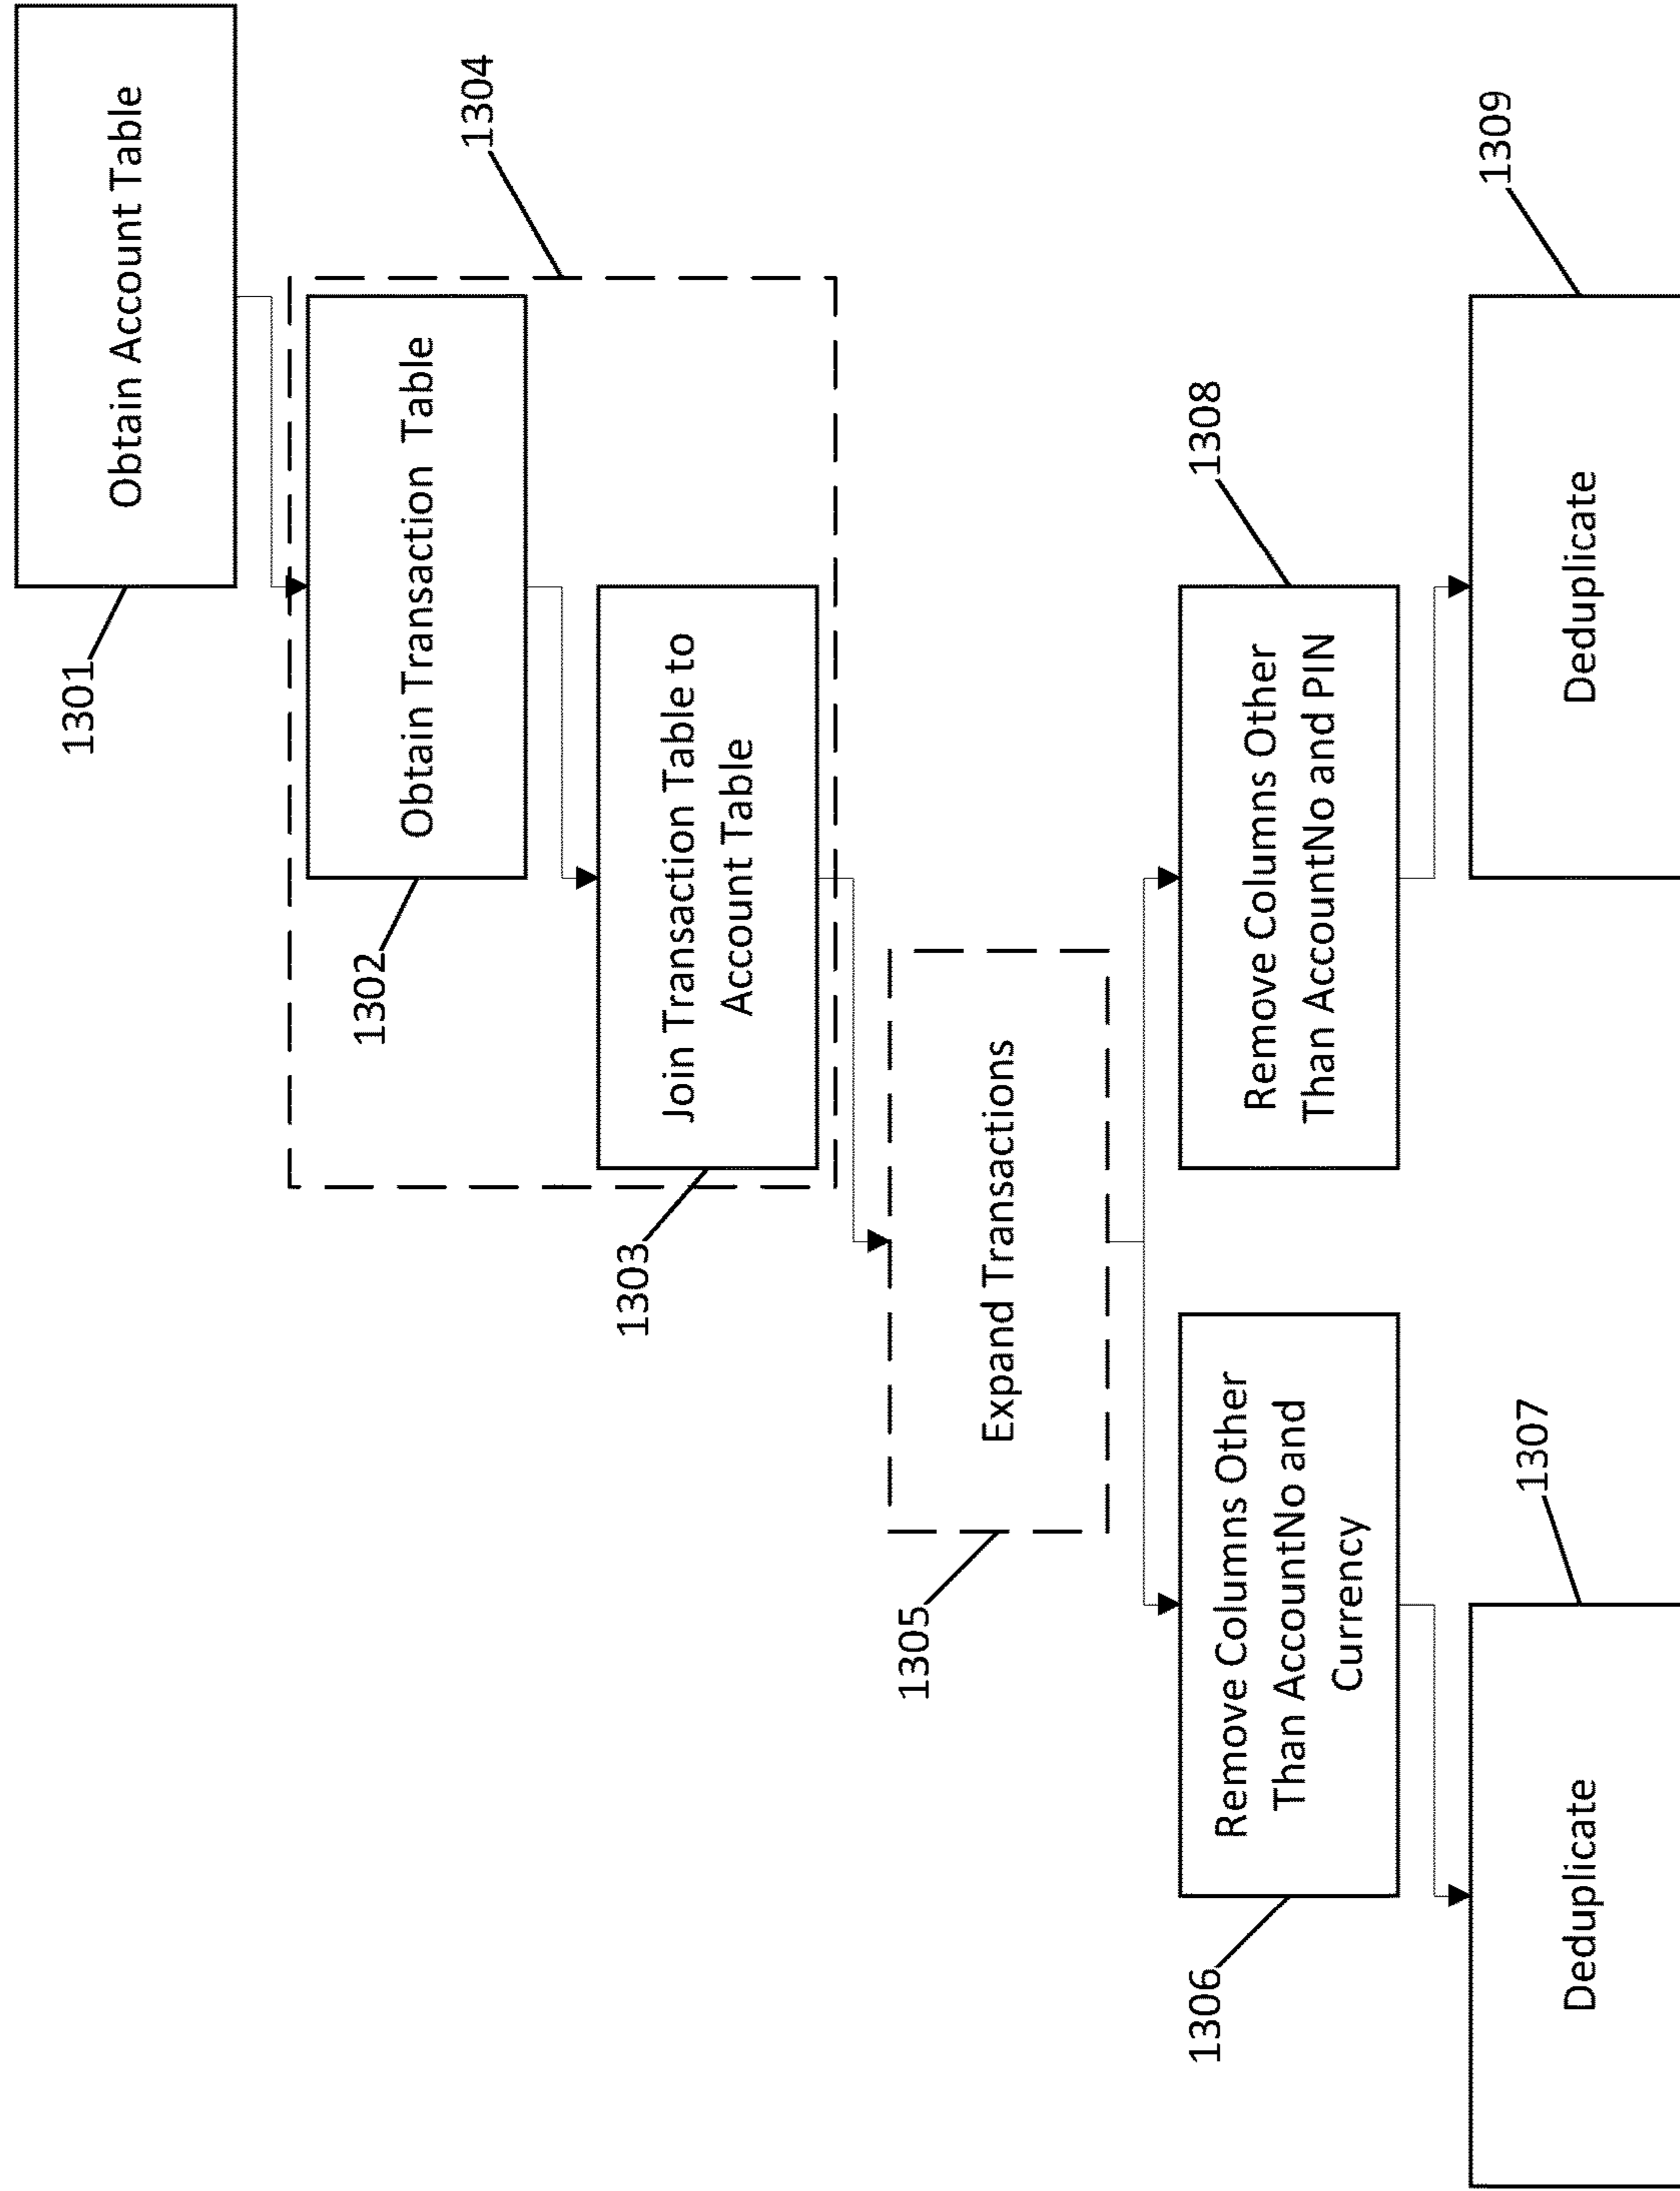 Obtain Account Table
1301
1304
Obtain Transaction Table
1302
Join Transaction Table to
Account Table
1303
Expand Transactions
1305
Remove Columns Other
Than AccountNo and
Currency
1306
Remove Columns Other
Than AccountNo and PIN
1308
Deduplicate
1307
Deduplicate
1309